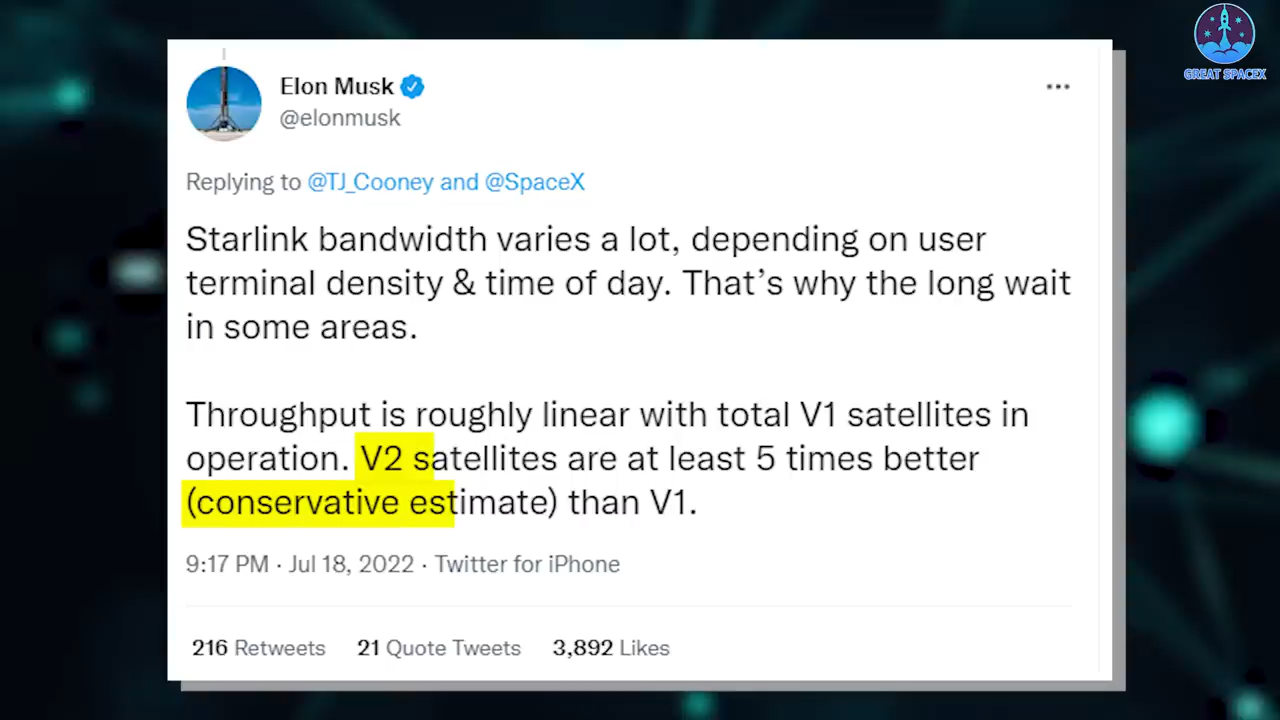 GREAT SPACEX
Elon Musk
@elonmusk
Replying to @TJ_Cooney and @SpaceX
Starlink bandwidth varies a lot, depending on user
terminal density & time of day. That’s why the long wait
in some areas.
Throughput is roughly linear with total V1 satellites in
operation. V2 satellites are at least 5 times better
(conservative estimate) than V1.
9:17 PM · Jul 18, 2022 · Twitter for iPhone
216 Retweets 21 Quote Tweets 3,892 Likes